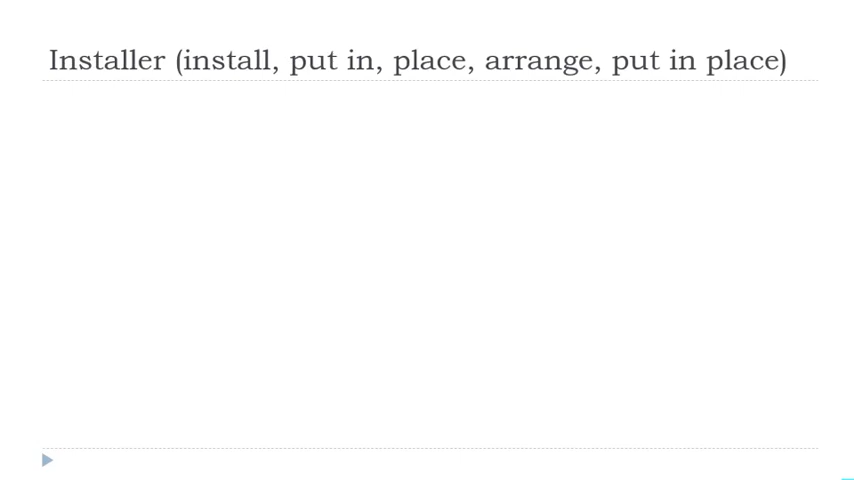 Installer (install, put in, place, arrange, put in place)